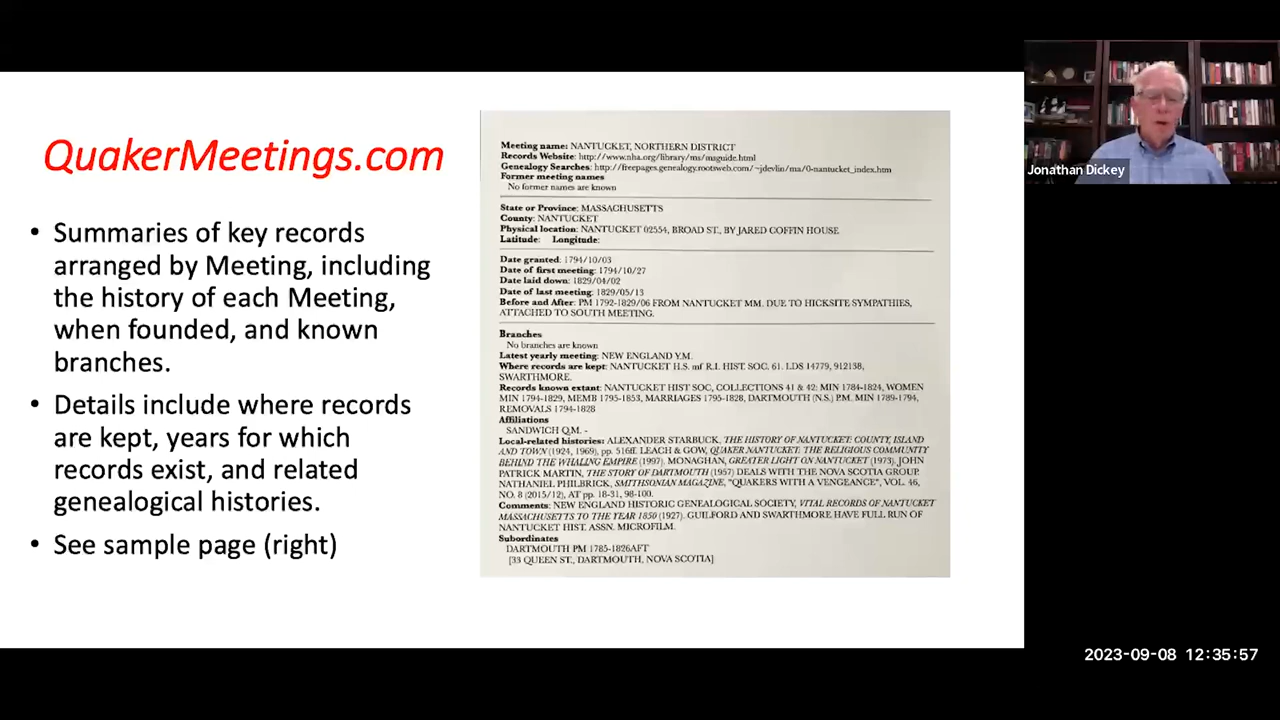 QuakerMeetings.com
• Summaries of key records
arranged by Meeting, including
the history of each Meeting,
when founded, and known
branches.
• Details include where records
are kept, years for which
records exist, and related
genealogical histories.
• See sample page (right)
Meeting name: NANTUCKET, NORTHERN DISTRICT
Records Website: http://www.nha.org/library/ms/msguide.html
Genealogy Searches: http://freepages.genealogy.rootsweb.com/~jdevlin/ma/0-nantucket_index.htm
Former meeting names
No former names are known
State or Province: MASSACHUSETTS
County: NANTUCKET
Physical location: NANTUCKET 02554, BROAD ST., BY JARED COFFIN HOUSE
Latitude: Longitude:
Date granted: 1794/10/03
Date of first meeting: 1794/10/27
Date laid down: 1829/04/02
Date of last meeting: 1829/05/13
Before and After: PM 1792-1829/06 FROM NANTUCKET MM. DUE TO HICKSITE SYMPATHIES,
ATTACHED TO SOUTH MEETING.
Branches
No branches are known
Latest yearly meeting: NEW ENGLAND Y.M.
Where records are kept: NANTUCKET H.S. mf R.I. HIST. SOC. 61. LDS 14779, 912138,
SWARTHMORE.
Records known extant: NANTUCKET HIST SOC, COLLECTIONS 41 & 42: MIN 1784-1824, WOMEN
MIN 1794-1829, MEMB 1795-1853, MARRIAGES 1795-1828, DARTMOUTH (N.S.) P.M. MIN 1789-1794,
REMOVALS 1794-1828
Affiliations
SANDWICH Q.M. -
Local-related histories: ALEXANDER STARBUCK, THE HISTORY OF NANTUCKET: COUNTY, ISLAND
AND TOWN (1924, 1969), pp. 516ff. LEACH & GOW, QUAKER NANTUCKET: THE RELIGIOUS COMMUNITY
BEHIND THE WHALING EMPIRE (1997). MONAGHAN, GREATER LIGHT ON NANTUCKET (1973). JOHN
PATRICK MARTIN, THE STORY OF DARTMOUTH (1957) DEALS WITH THE NOVA SCOTIA GROUP.
NATHANIEL PHILBRICK, SMITHSONIAN MAGAZINE, "QUAKERS WITH A VENGEANCE", VOL. 46,
NO. 8 (2015/12), AT pp. 18-31, 98-100.
Comments: NEW ENGLAND HISTORIC GENEALOGICAL SOCIETY, VITAL RECORDS OF NANTUCKET
MASSACHUSETTS TO THE YEAR 1850 (1927). GUILFORD AND SWARTHMORE HAVE FULL RUN OF
NANTUCKET HIST. ASSN. MICROFILM.
Subordinates
DARTMOUTH PM 1785-1826AFT
[33 QUEEN ST., DARTMOUTH, NOVA SCOTIA]
Jonathan Dickey
2023-09-08 12:35:57